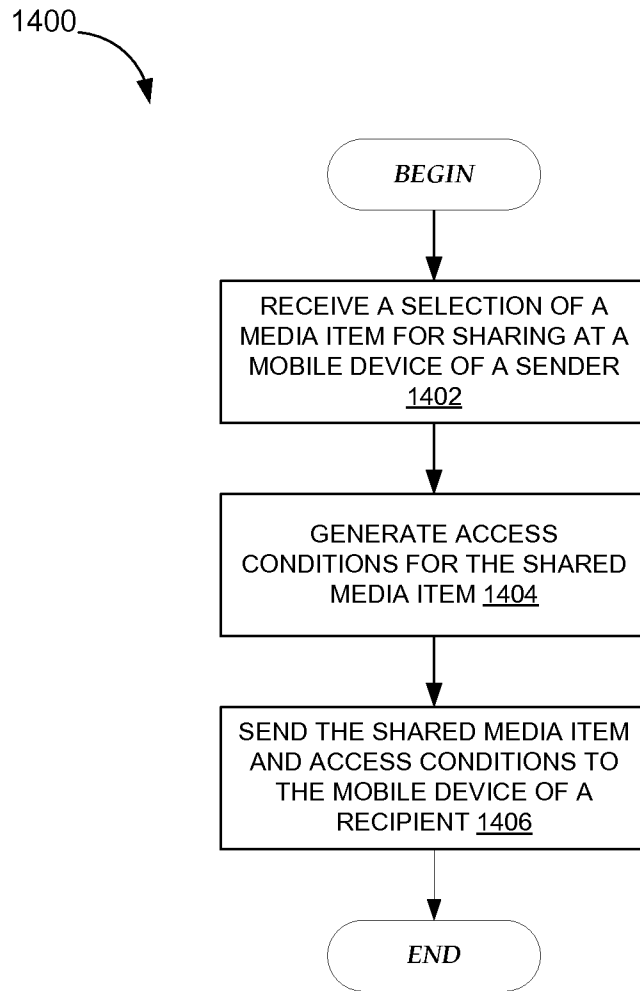 1400
BEGIN
RECEIVE A SELECTION OF A
MEDIA ITEM FOR SHARING AT A
MOBILE DEVICE OF A SENDER
1402
GENERATE ACCESS
CONDITIONS FOR THE SHARED
MEDIA ITEM 1404
SEND THE SHARED MEDIA ITEM
AND ACCESS CONDITIONS TO
THE MOBILE DEVICE OF A
RECIPIENT 1406
END